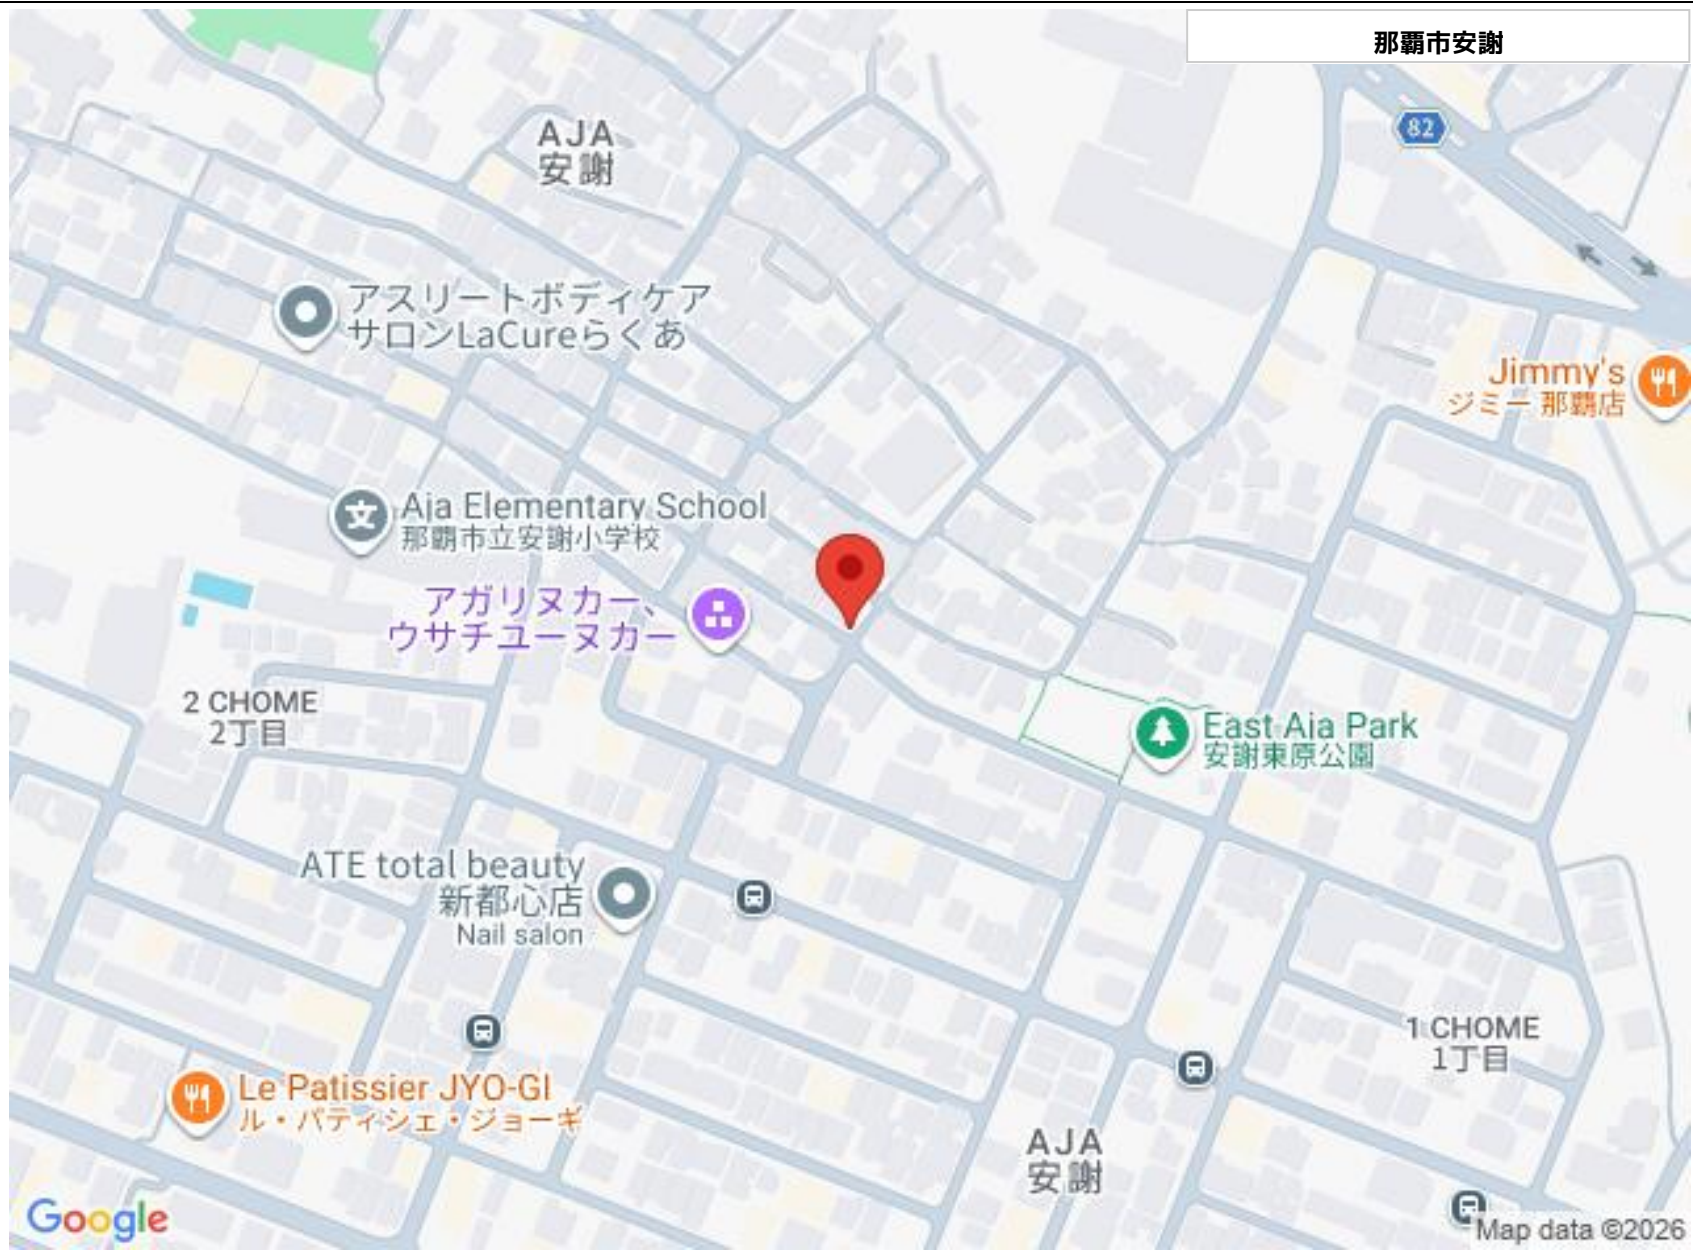 那覇市安謝
82
AJA
安謝
アスリートボディケア
サロンLaCureらくあ
Jimmy's
ジミー 那覇店
Aja Elementary School
那覇市立安謝小学校
アガリヌカー、
ウサチユーヌカー
2 CHOME
2丁目
East Aja Park
安謝東原公園
ATE total beauty
新都心店
Nail salon
1 CHOME
1丁目
Le Patissier JYO-GI
ル・パティシェ・ジョーギ
AJA
安謝
Google
Map data ©2026